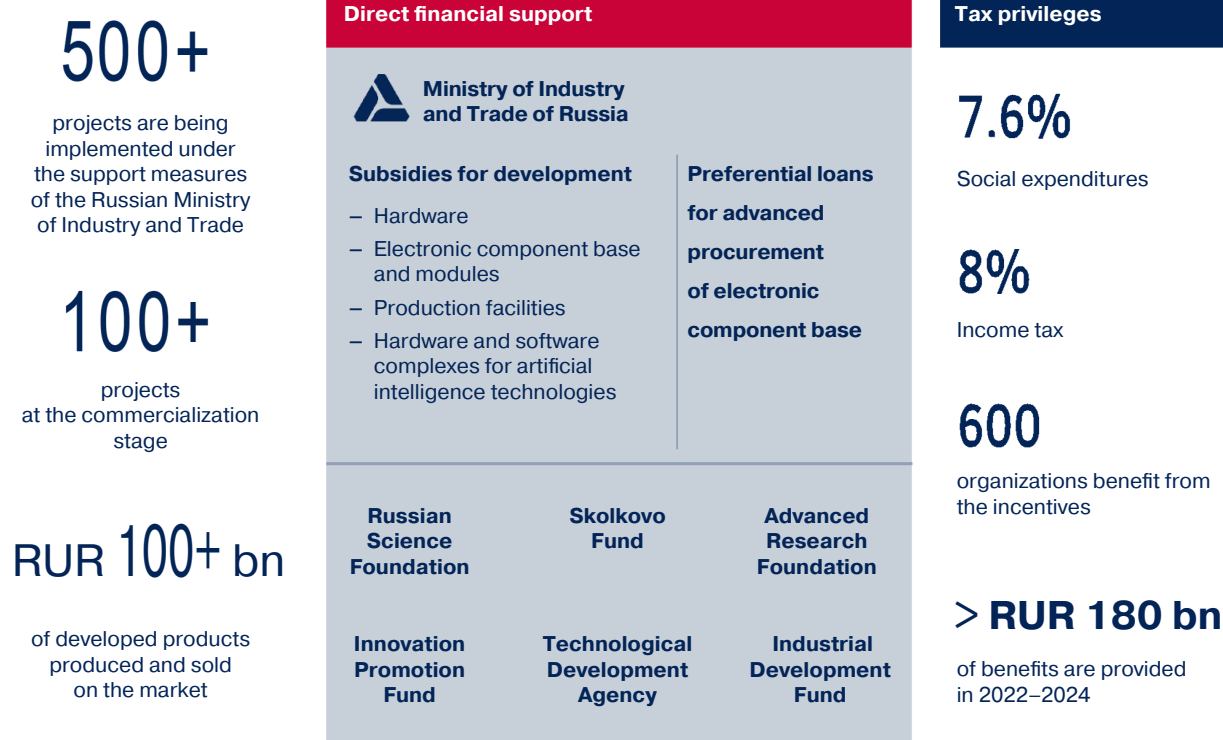 500+
projects are being
implemented under
the support measures
of the Russian Ministry
of Industry and Trade
100+
projects
at the commercialization
stage
RUR 100+ bn
of developed products
produced and sold
on the market
Direct financial support
Ministry of Industry
and Trade of Russia
Subsidies for development
– Hardware
– Electronic component base
and modules
– Production facilities
– Hardware and software
complexes for artificial
intelligence technologies
Preferential loans
for advanced
procurement
of electronic
component base
Russian
Science
Foundation
Skolkovo
Fund
Advanced
Research
Foundation
Innovation
Promotion
Fund
Technological
Development
Agency
Industrial
Development
Fund
Tax privileges
7.6%
Social expenditures
8%
Income tax
600
organizations benefit from
the incentives
> RUR 180 bn
of benefits are provided
in 2022–2024